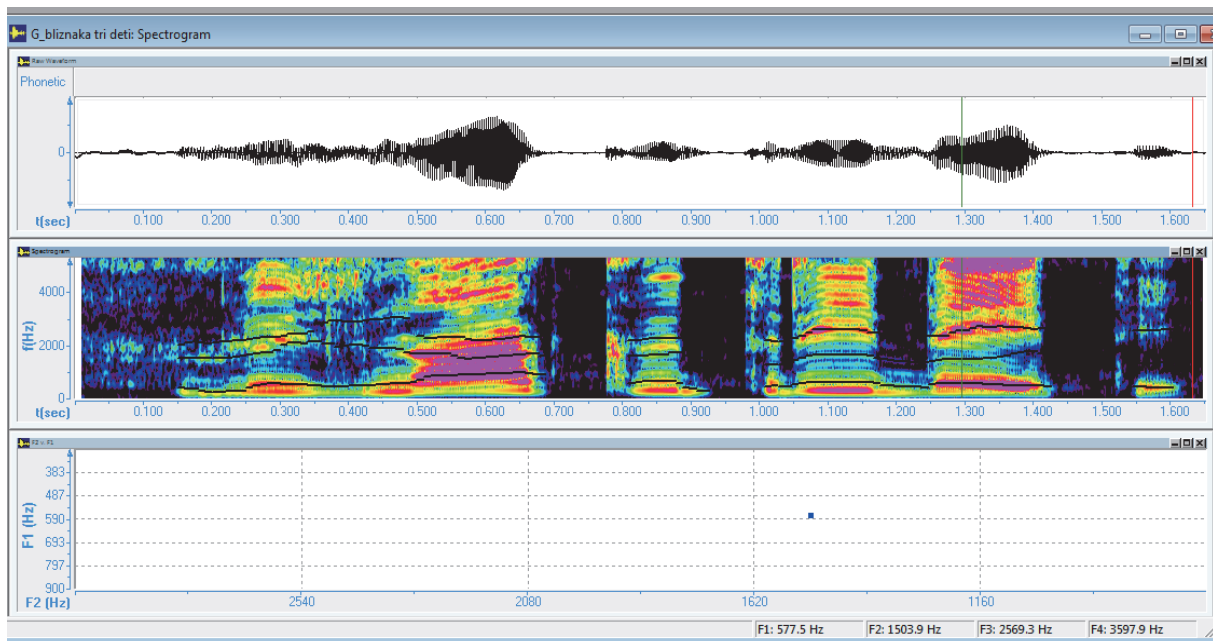 G_bliznaka tri deti: Spectrogram
Raw Waveform
Phonetic
0
t(sec) 0.100 0.200 0.300 0.400 0.500 0.600 0.700 0.800 0.900 1.000 1.100 1.200 1.300 1.400 1.500 1.600
Spectrogram
4000
f(Hz)
2000
0
t(sec) 0.100 0.200 0.300 0.400 0.500 0.600 0.700 0.800 0.900 1.000 1.100 1.200 1.300 1.400 1.500 1.600
F2 v. F1
383
487
F1 (Hz)
590
693
797
900
F2 (Hz) 2540 2080 1620 1160
F1: 577.5 Hz F2: 1503.9 Hz F3: 2569.3 Hz F4: 3597.9 Hz